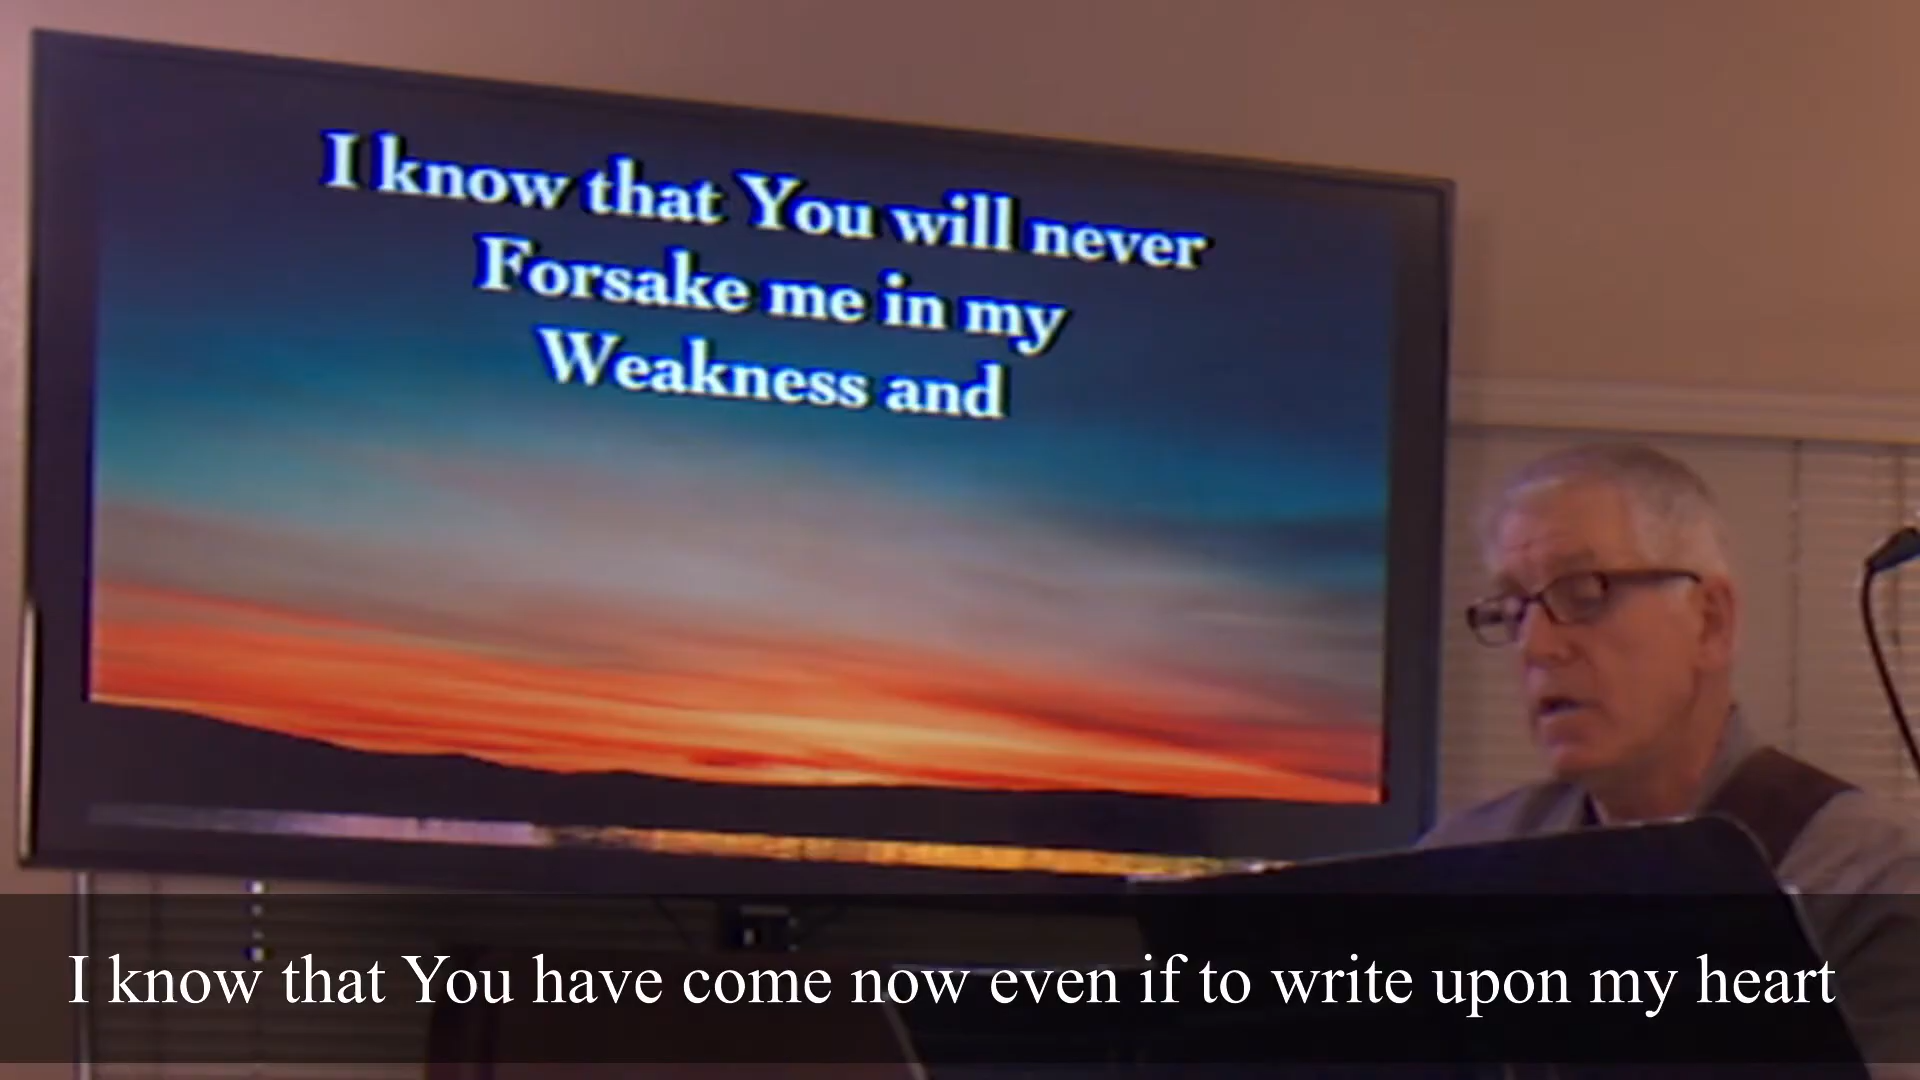 I know that You will never
Forsake me in my
Weakness and
I know that You have come now even if to write upon my heart